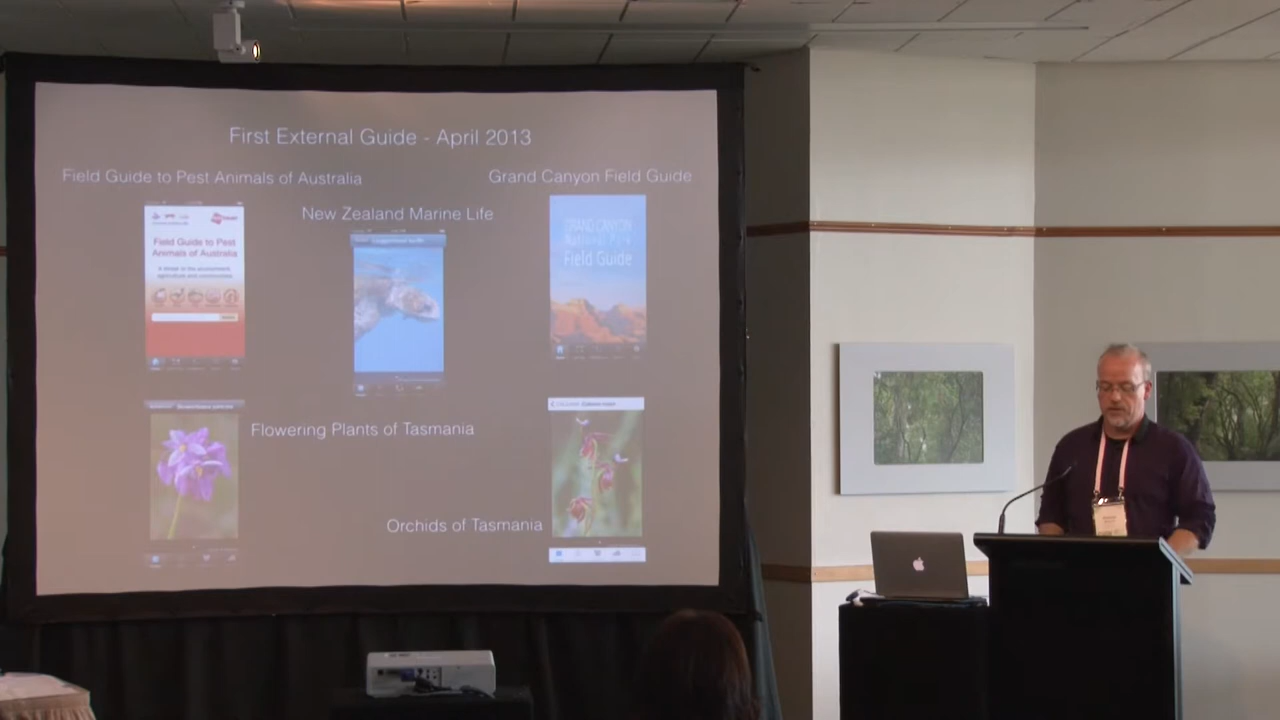 First External Guide - April 2013
Field Guide to Pest Animals of Australia
Grand Canyon Field Guide
New Zealand Marine Life
Field Guide to Pest
Animals of Australia
GRAND CANYON
National Park
Field Guide
Flowering Plants of Tasmania
Orchids of Tasmania